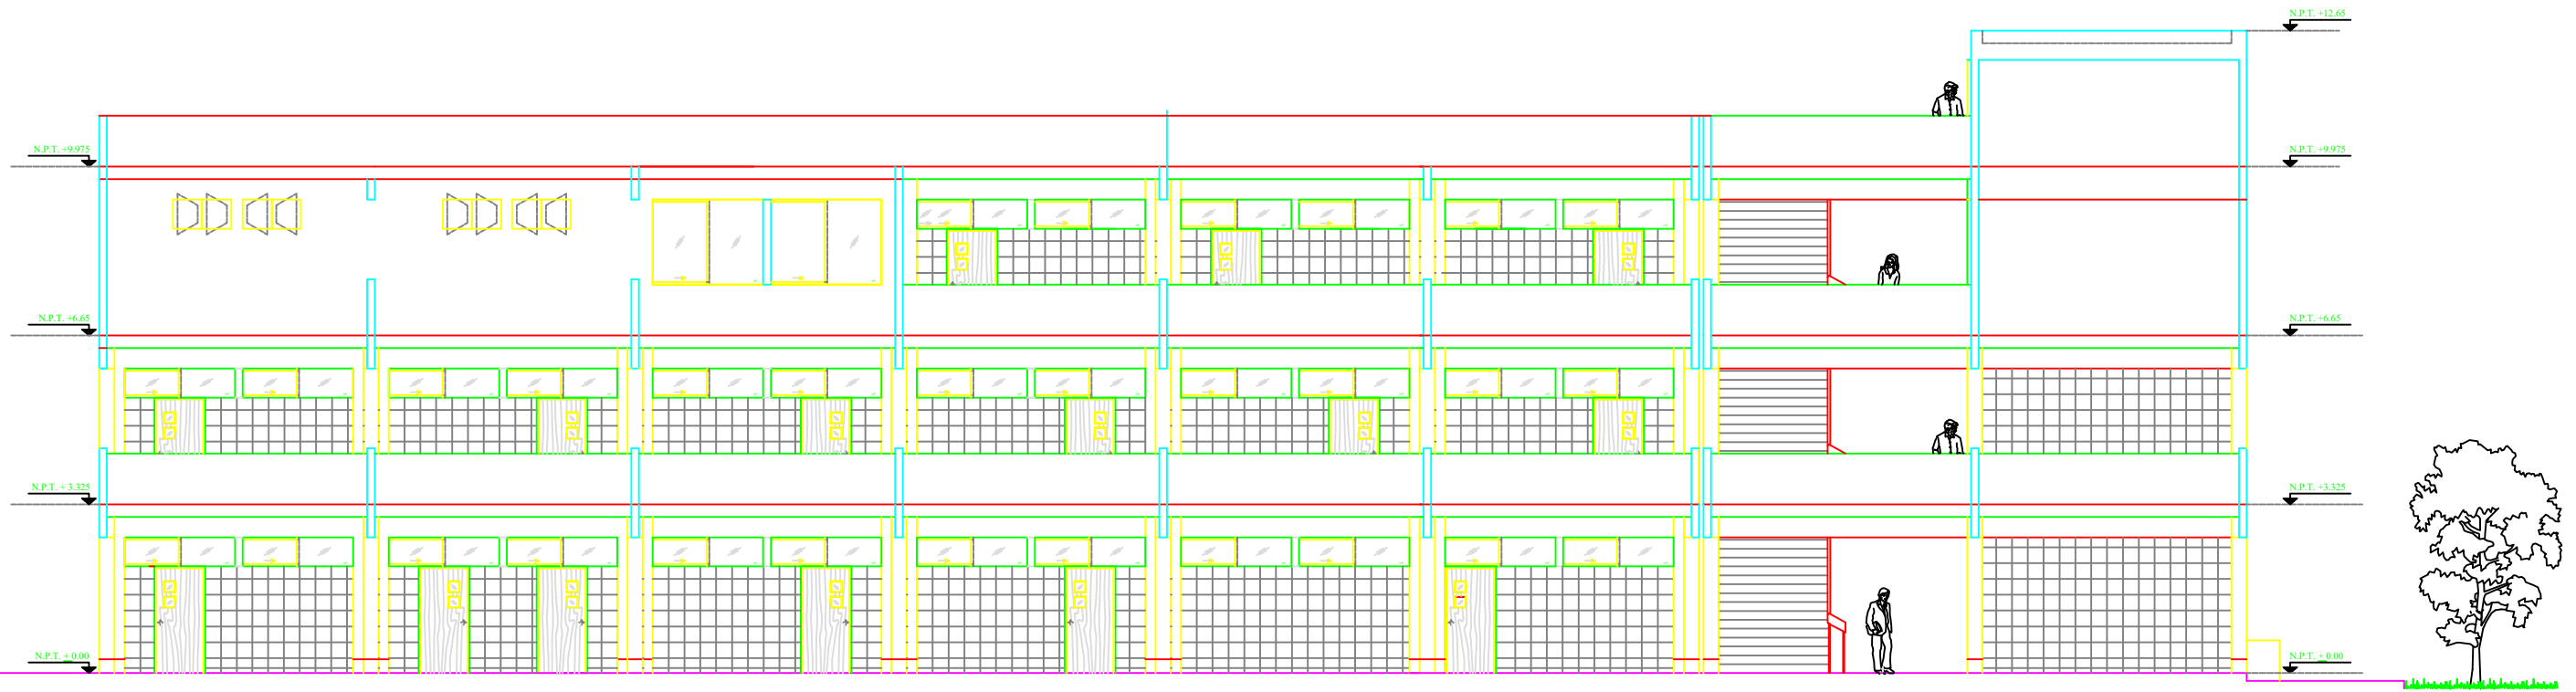 N.P.T. +12.65
N.P.T. +9.975
N.P.T. +9.975
N.P.T. +6.65
N.P.T. +6.65
N.P.T. + 3.325
N.P.T. +3.325
N.P.T. ± 0.00
N.P.T. ± 0.00